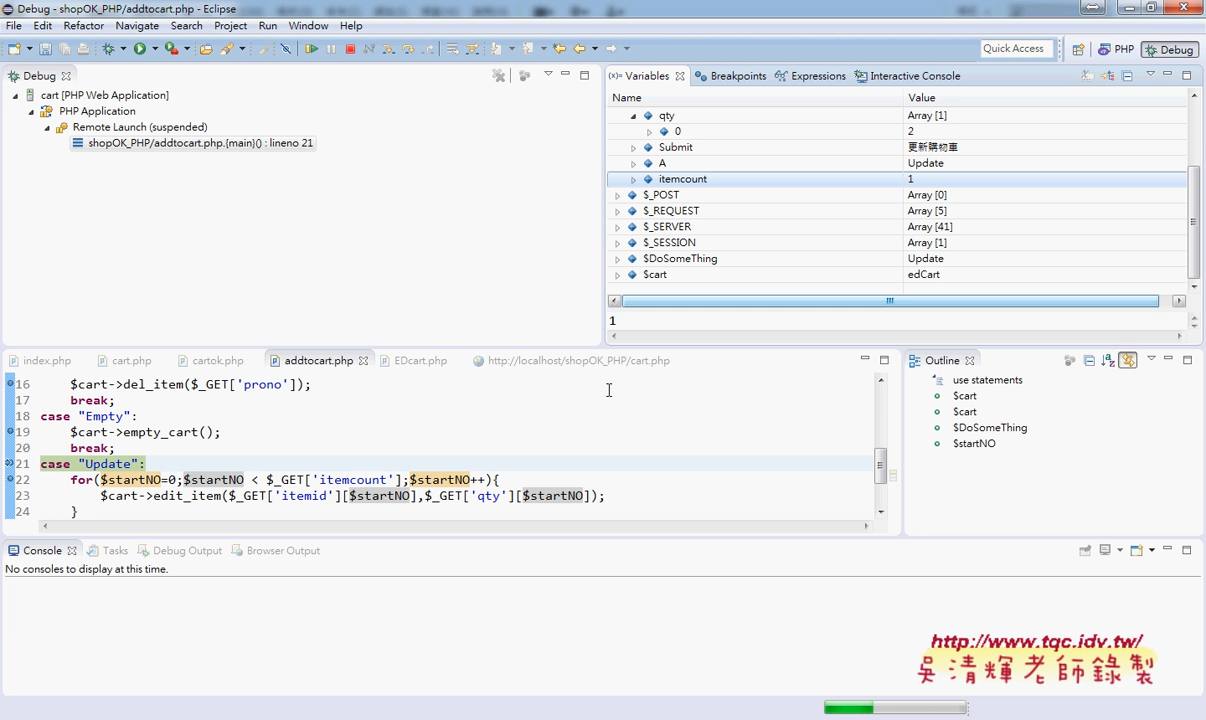 Debug - shopOK_PHP/addtocart.php - Eclipse
File Edit Refactor Navigate Search Project Run Window Help
Quick Access PHP Debug
Debug
cart [PHP Web Application]
PHP Application
Remote Launch (suspended)
shopOK_PHP/addtocart.php.{main}() : lineno 21
(x)= Variables Breakpoints Expressions Interactive Console
Name Value
qty Array [1]
0 2
Submit 更新購物車
A Update
itemcount 1
$_POST Array [0]
$_REQUEST Array [5]
$_SERVER Array [41]
$_SESSION Array [1]
$DoSomeThing Update
$cart edCart
1
index.php cart.php cartok.php addtocart.php EDcart.php http://localhost/shopOK_PHP/cart.php
16 $cart->del_item($_GET['prono']);
17 break;
18 case "Empty":
19 $cart->empty_cart();
20 break;
21 case "Update":
22 for($startNO=0;$startNO < $_GET['itemcount'];$startNO++){
23 $cart->edit_item($_GET['itemid'][$startNO],$_GET['qty'][$startNO]);
24 }
Outline
use statements
$cart
$cart
$DoSomeThing
$startNO
Console Tasks Debug Output Browser Output
No consoles to display at this time.
http://www.tqc.idv.tw/
吳清輝老師錄製